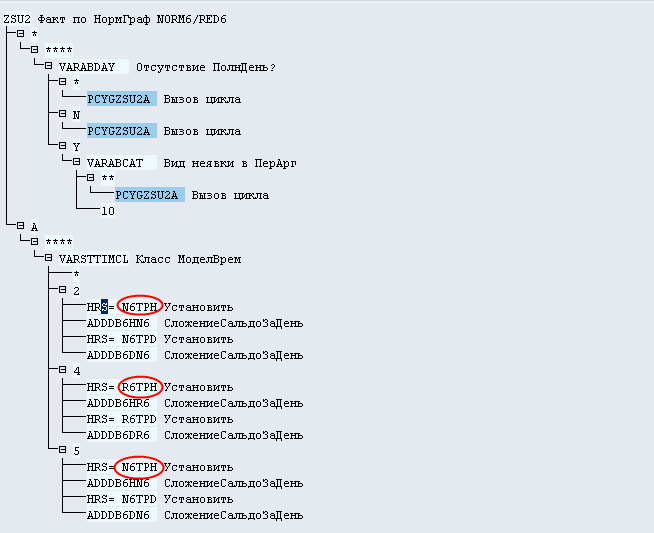 ZSU2 Факт по НормГраф NORM6/RED6
*
****
VARABDAY Отсутствие ПолнДень?
*
PCYGZSU2A Вызов цикла
N
PCYGZSU2A Вызов цикла
Y
VARABCAT Вид неявки в ПерАрг
**
PCYGZSU2A Вызов цикла
10
A
****
VARSTTIMCL Класс МоделВрем
*
2
HRS= N6TPH Установить
ADDDB6HN6 СложениеСальдоЗаДень
HRS= N6TPD Установить
ADDDB6DN6 СложениеСальдоЗаДень
4
HRS= R6TPH Установить
ADDDB6HR6 СложениеСальдоЗаДень
HRS= R6TPD Установить
ADDDB6DR6 СложениеСальдоЗаДень
5
HRS= N6TPH Установить
ADDDB6HN6 СложениеСальдоЗаДень
HRS= N6TPD Установить
ADDDB6DN6 СложениеСальдоЗаДень